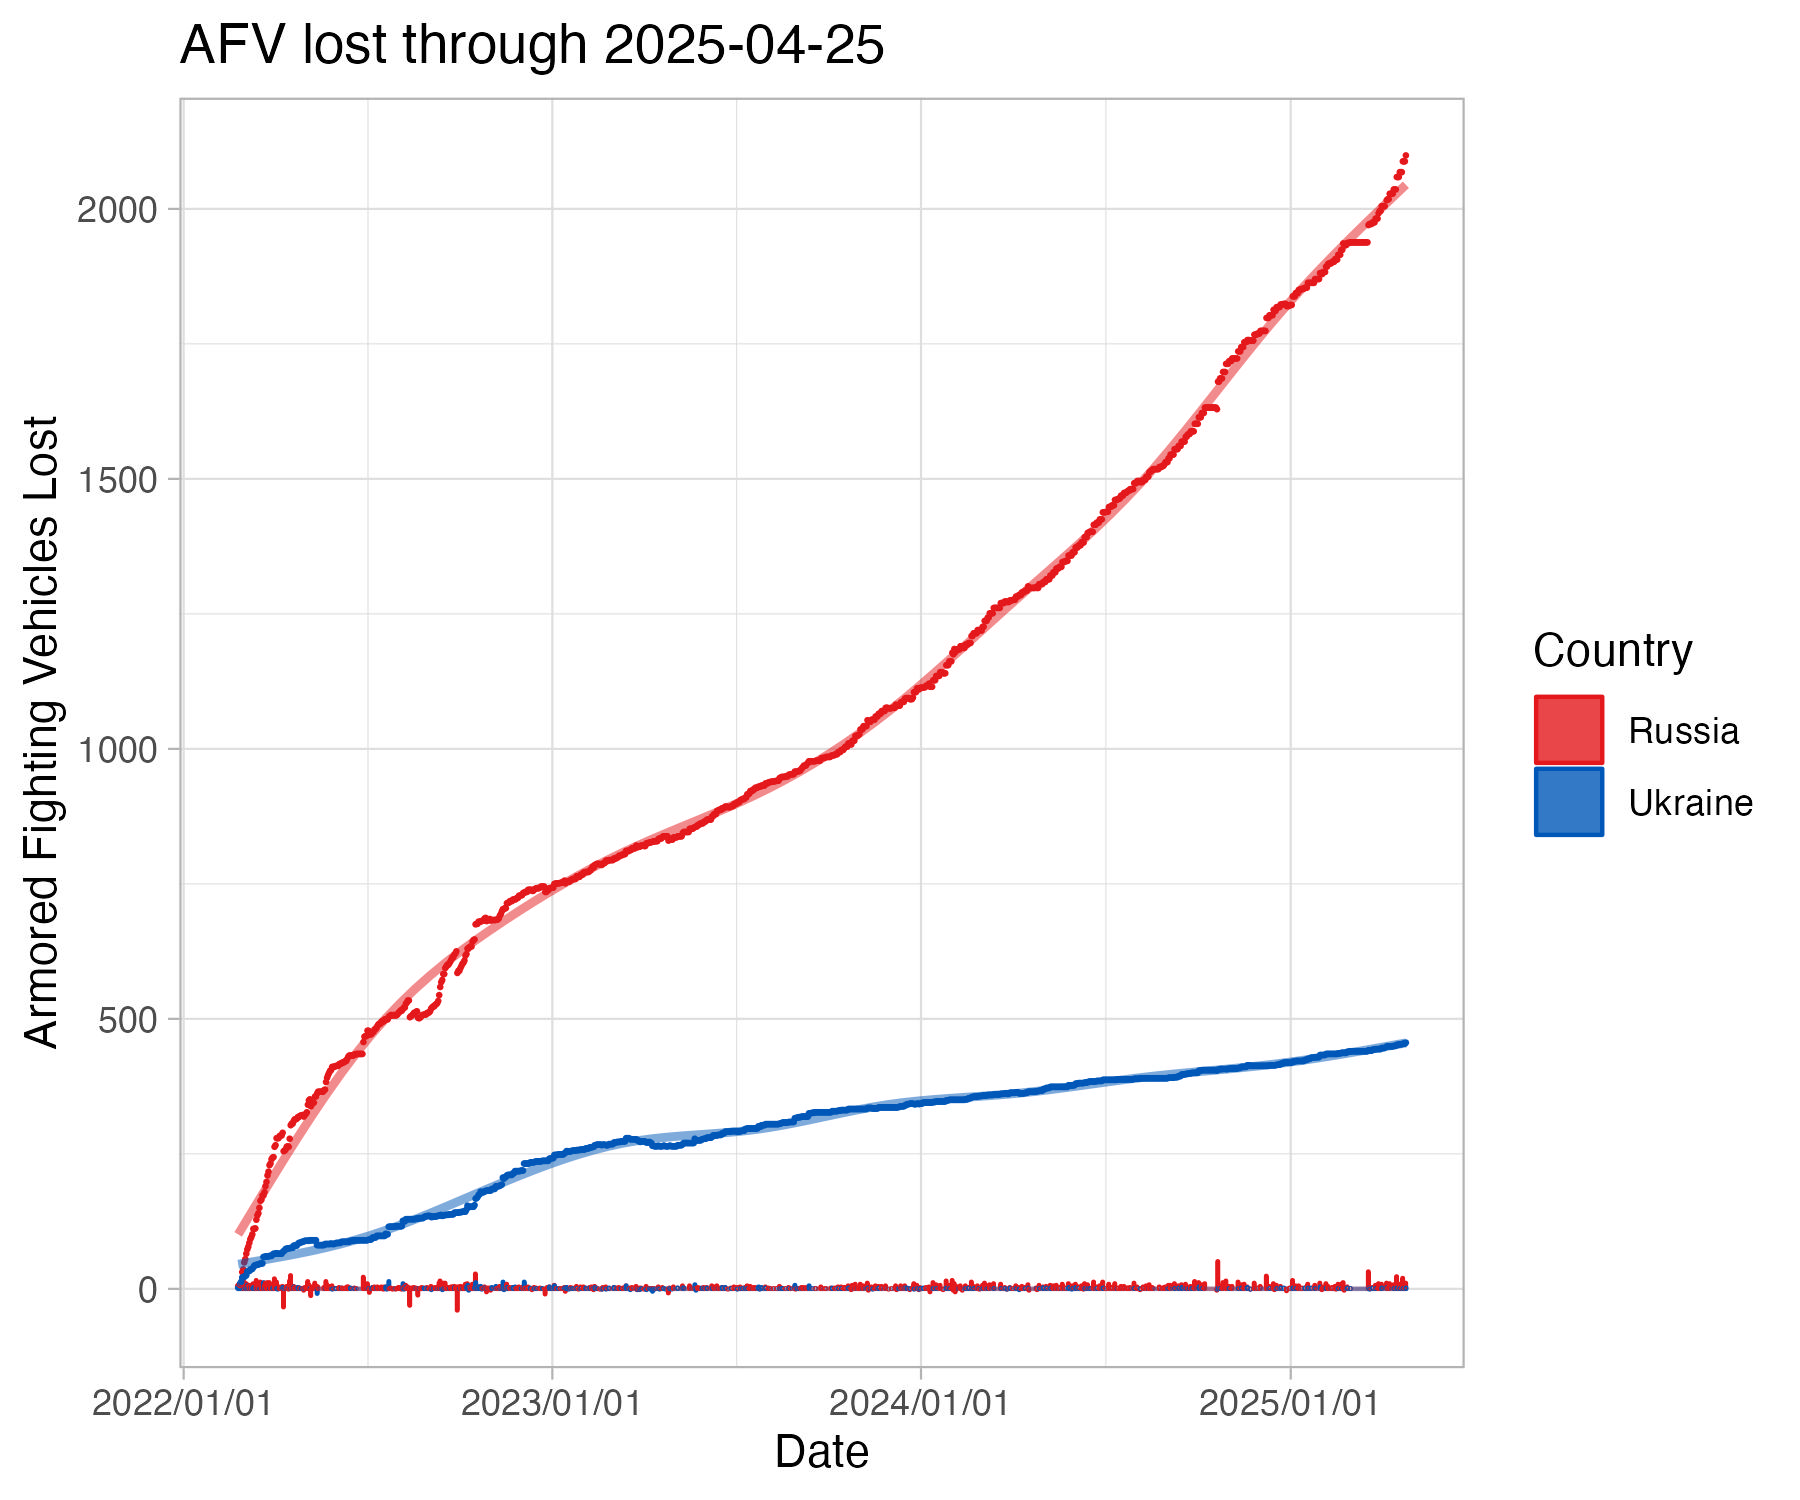 AFV lost through 2025-04-25
Armored Fighting Vehicles Lost
2000
1500
1000
500
0
2022/01/01
2023/01/01
2024/01/01
2025/01/01
Date
Country
Russia
Ukraine